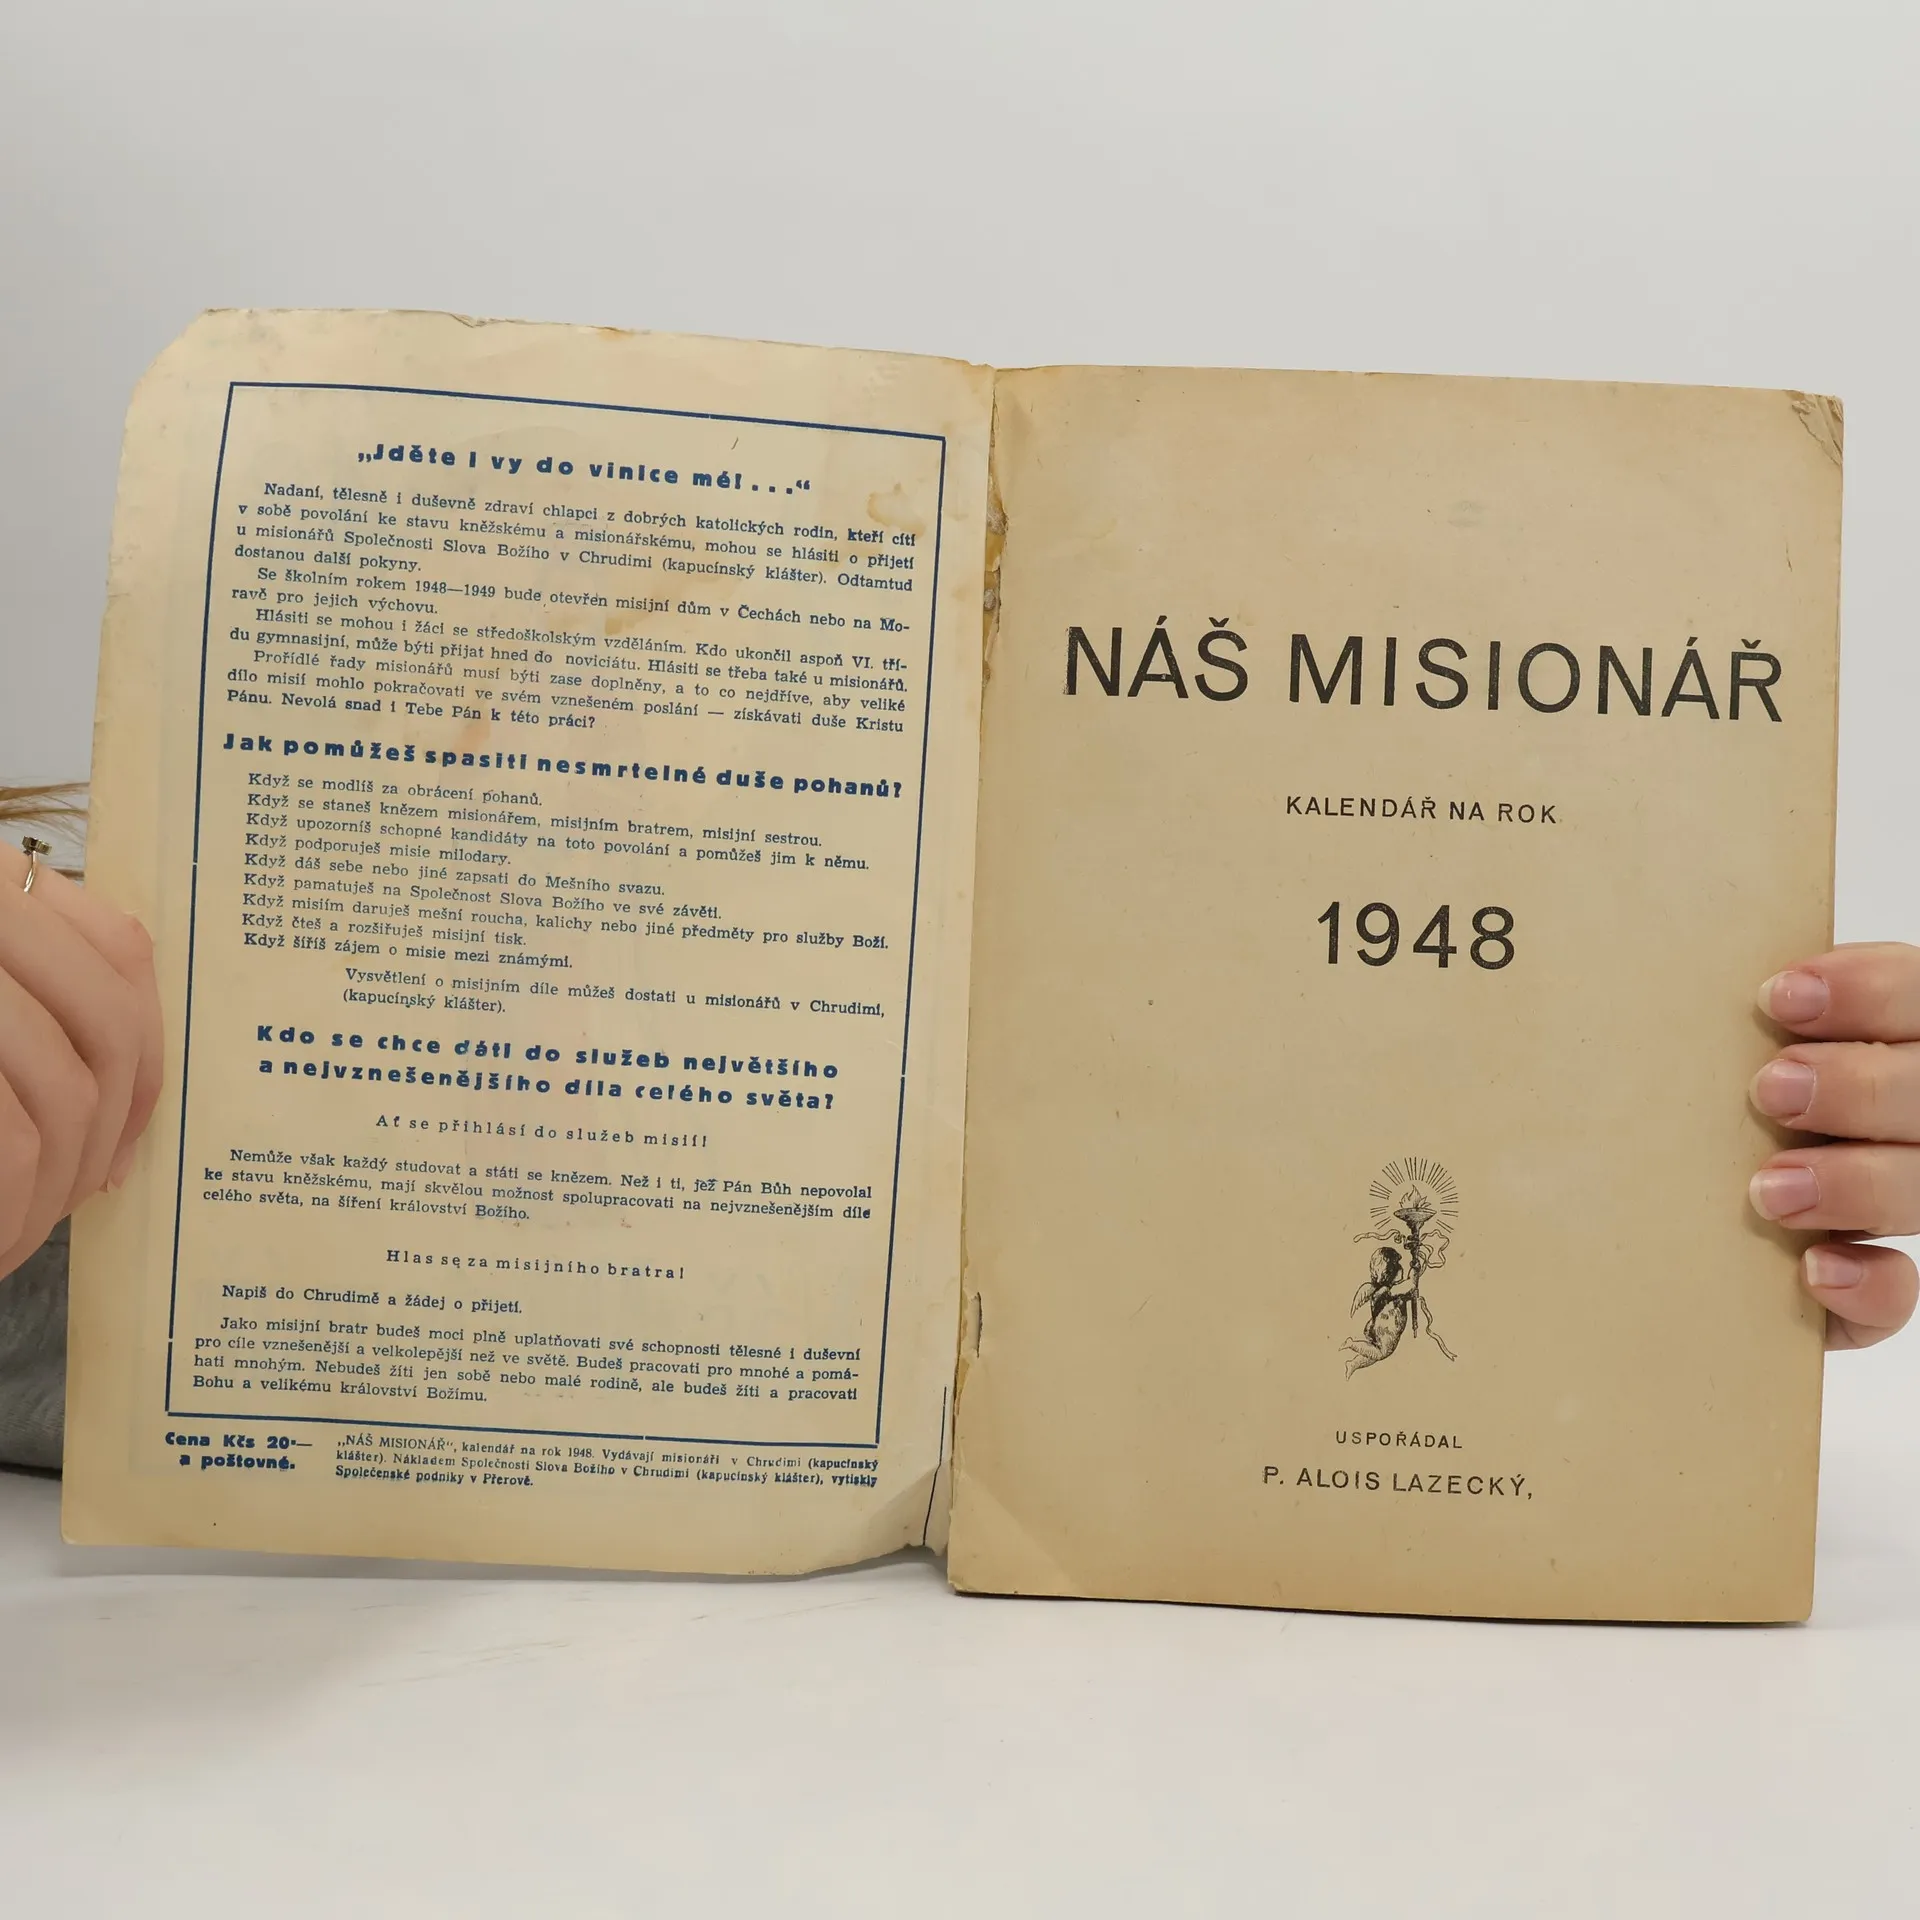 „Jděte i vy do vinice mé! . . .“
Nadaní, tělesně i duševně zdraví chlapci z dobrých katolických rodin, kteří cítí
v sobě povolání ke stavu kněžskému a misionářskému, mohou se hlásiti o přijetí
u misionářů Společnosti Slova Božího v Chrudimi (kapucínský klášter). Odtamtud
dostanou další pokyny.
Se školním rokem 1948—1949 bude otevřen misijní dům v Čechách nebo na Mo-
ravě pro jejich výchovu.
Hlásiti se mohou i žáci se středoškolským vzděláním. Kdo ukončil aspoň VI. tří-
du gymnasijní, může býti přijat hned do noviciátu. Hlásiti se třeba také u misionářů.
Prořídlé řady misionářů musí býti zase doplněny, a to co nejdříve, aby veliké
dílo misií mohlo pokračovati ve svém vznešeném poslání — získávati duše Kristu
Pánu. Nevolá snad i Tebe Pán k této práci?
Jak pomůžeš spasiti nesmrtelné duše pohanů?
Když se modlíš za obrácení pohanů.
Když se staneš knězem misionářem, misijním bratrem, misijní sestrou.
Když upozorníš schopné kandidáty na toto povolání a pomůžeš jim k němu.
Když podporuješ misie milodary.
Když dáš sebe nebo jiné zapsati do Mešního svazu.
Když pamatuješ na Společnost Slova Božího ve své závěti.
Když misiím daruješ mešní roucha, kalichy nebo jiné předměty pro služby Boží.
Když čteš a rozšiřuješ misijní tisk.
Když šíříš zájem o misie mezi známými.
Vysvětlení o misijním díle můžeš dostati u misionářů v Chrudimi,
(kapucínský klášter).
Kdo se chce dáti do služeb největšího
a nejvznešenějšího díla celého světa?
Ať se přihlásí do služeb misií!
Nemůže však každý studovat a státi se knězem. Než i ti, jež Pán Bůh nepovolal
ke stavu kněžskému, mají skvělou možnost spolupracovati na nejvznešenějším díle
celého světa, na šíření království Božího.
Hlas se za misijního bratra!
Napiš do Chrudimě a žádej o přijetí.
Jako misijní bratr budeš moci plně uplatňovati své schopnosti tělesné i duševní
pro cíle vznešenější a velkolepější než ve světě. Budeš pracovati pro mnohé a pomá-
hati mnohým. Nebudeš žíti jen sobě nebo malé rodině, ale budeš žíti a pracovati
Bohu a velikému království Božímu.
Cena Kčs 20·—
a poštovné.
„NÁŠ MISIONÁŘ“, kalendář na rok 1948. Vydávají misionáři v Chrudimi (kapucínský
klášter). Nákladem Společnosti Slova Božího v Chrudimi (kapucínský klášter), vytiskly
Společenské podniky v Přerově.
NÁŠ MISIONÁŘ
KALENDÁŘ NA ROK
1948
USPOŘÁDAL
P. ALOIS LAZECKÝ,